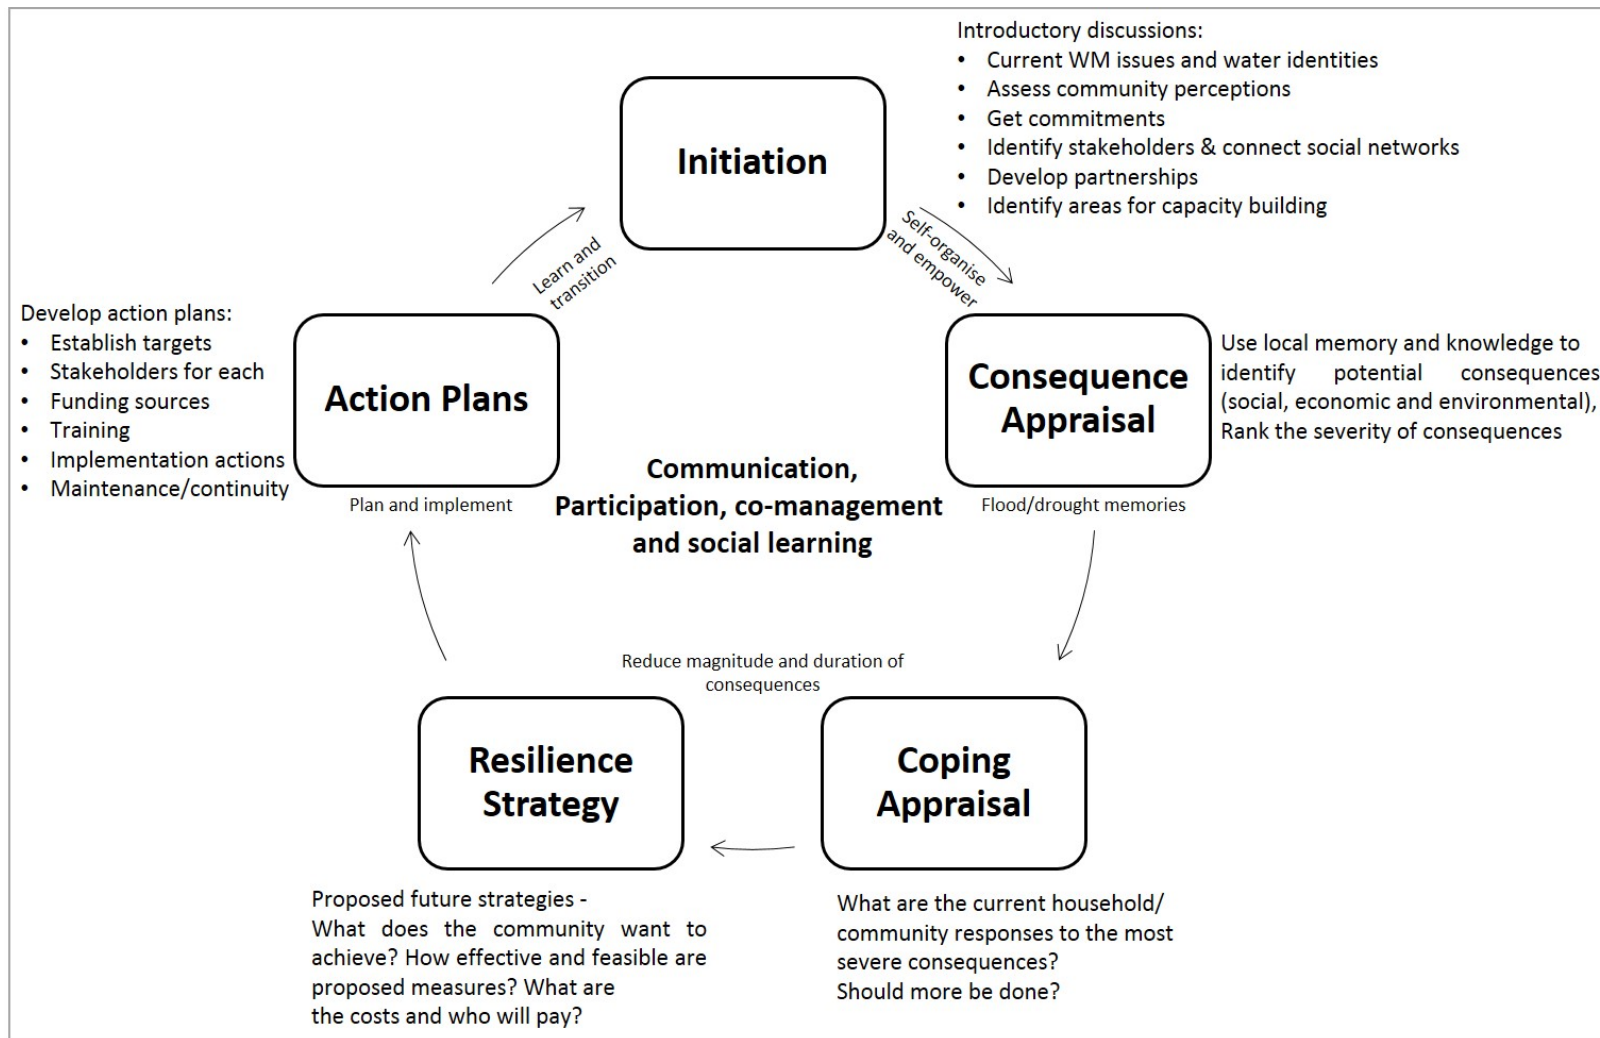 Introductory discussions:
• Current WM issues and water identities
• Assess community perceptions
• Get commitments
• Identify stakeholders & connect social networks
• Develop partnerships
• Identify areas for capacity building
Initiation
Self-organise
and empower
Consequence
Appraisal
Use local memory and knowledge to
identify potential consequences
(social, economic and environmental),
Rank the severity of consequences
Flood/drought memories
Coping
Appraisal
What are the current household/
community responses to the most
severe consequences?
Should more be done?
Reduce magnitude and duration of
consequences
Resilience
Strategy
Proposed future strategies -
What does the community want to
achieve? How effective and feasible are
proposed measures? What are
the costs and who will pay?
Action Plans
Plan and implement
Develop action plans:
• Establish targets
• Stakeholders for each
• Funding sources
• Training
• Implementation actions
• Maintenance/continuity
Learn and
transition
Communication,
Participation, co-management
and social learning